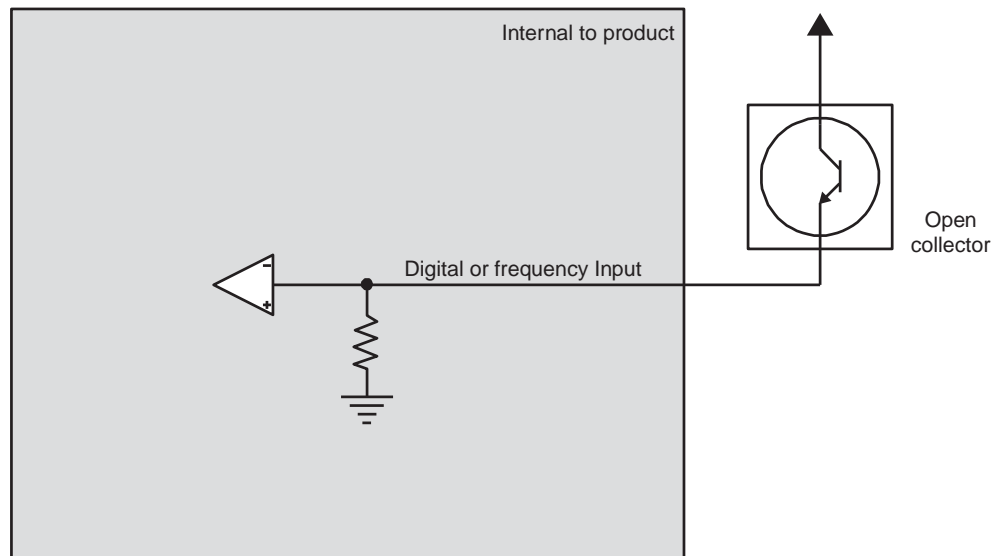 Internal to product
Open
collector
Digital or frequency Input
-
+